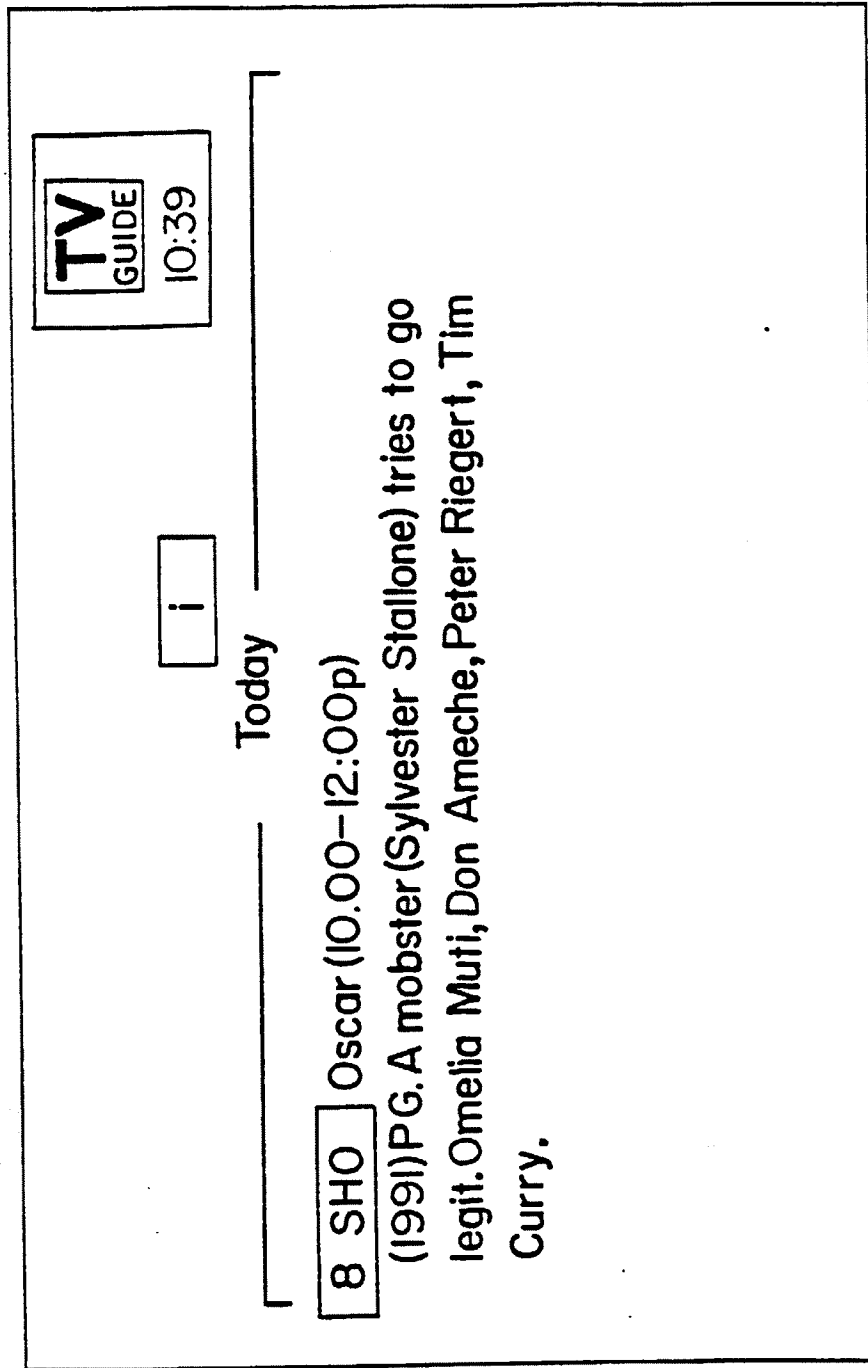 TV
GUIDE
10:39
i
Today
8 SHO Oscar (10.00-12:00p)
(1991)PG. A mobster (Sylvester Stallone) tries to go
legit. Omelia Muti, Don Ameche, Peter Riegert, Tim
Curry.